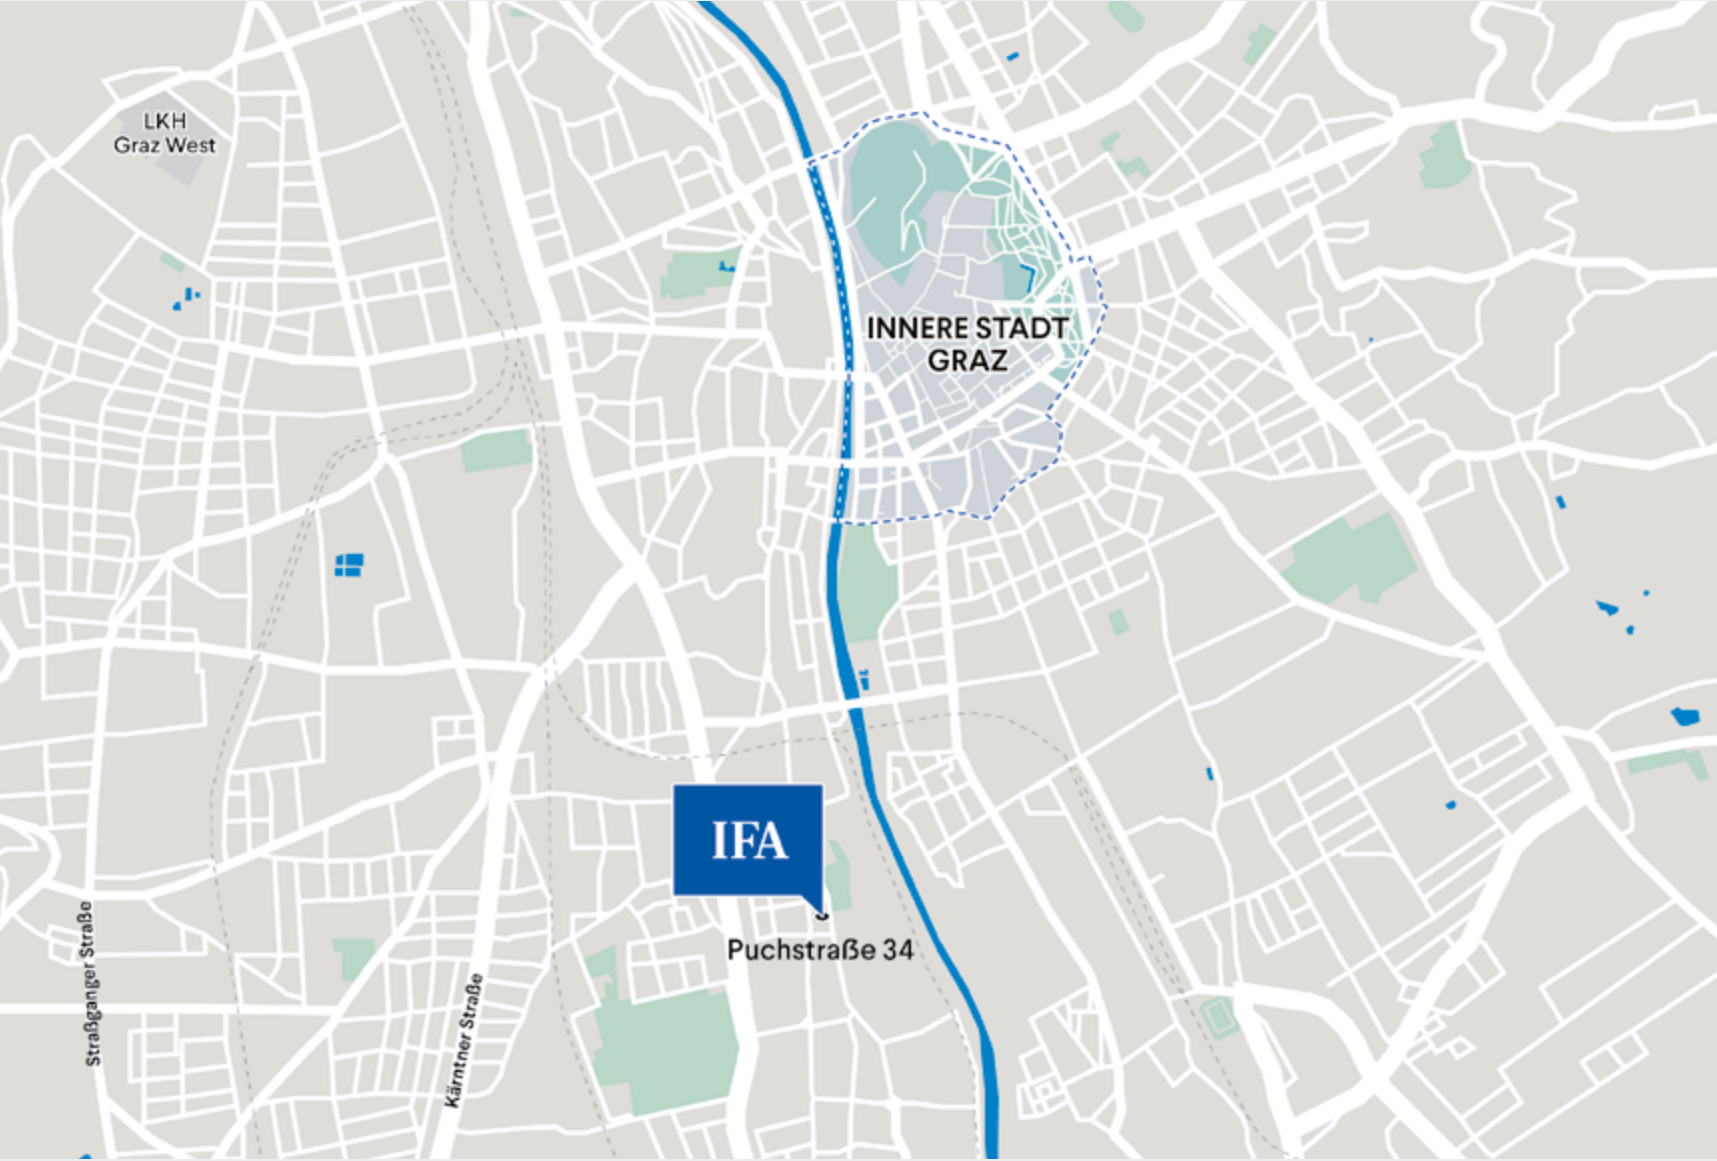 LKH
Graz West
INNERE STADT
GRAZ
IFA
Puchstraße 34
Straßganger Straße
Kärntner Straße